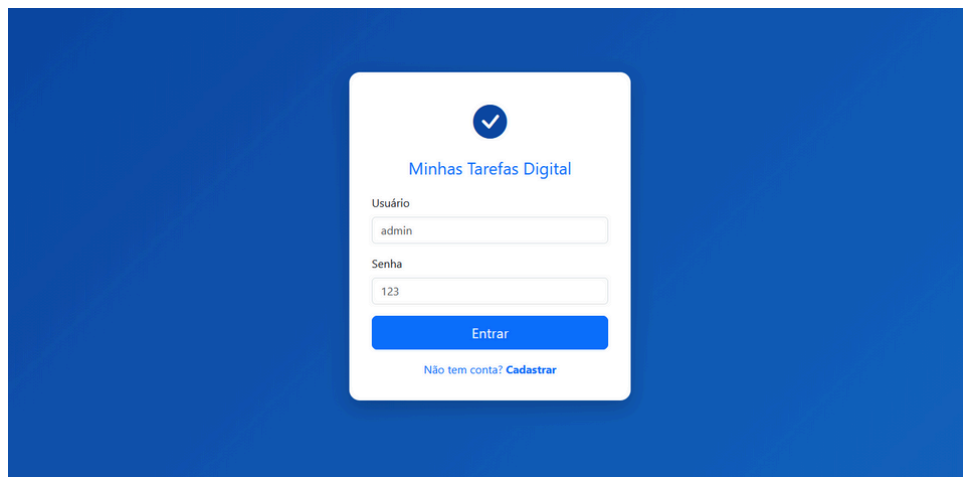 Minhas Tarefas Digital
Usuário
admin
Senha
123
Entrar
Não tem conta? Cadastrar